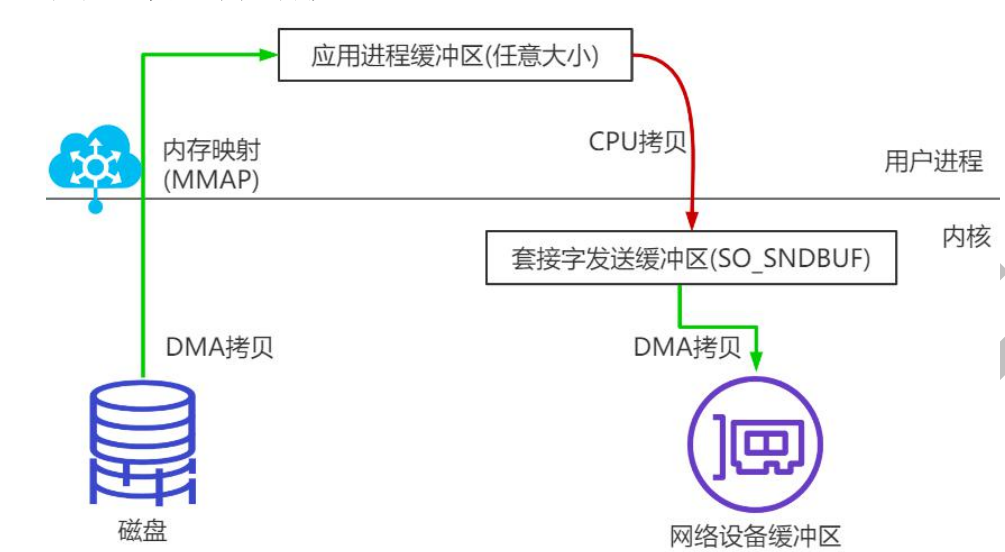 应用进程缓冲区(任意大小)
CPU拷贝
内存映射
(MMAP)
用户进程
内核
套接字发送缓冲区(SO_SNDBUF)
DMA拷贝
DMA拷贝
磁盘
网络设备缓冲区